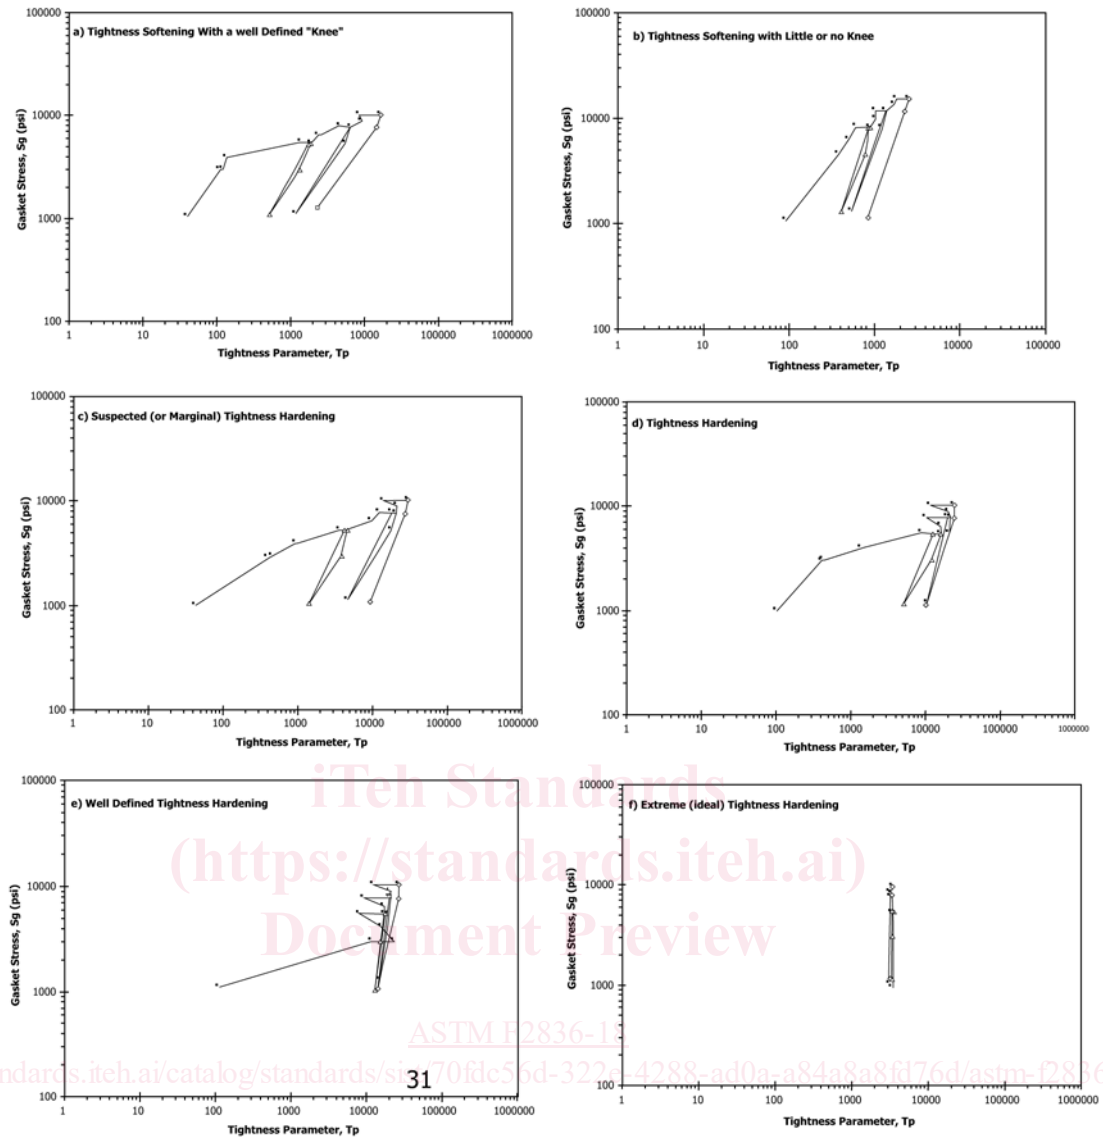 a) Tightness Softening With a well Defined "Knee"
100000
10000
1000
100
Gasket Stress, Sg (psi)
1 10 100 1000 10000 100000 1000000
Tightness Parameter, Tp
b) Tightness Softening with Little or no Knee
100000
10000
1000
100
Gasket Stress, Sg (psi)
1 10 100 1000 10000 100000
Tightness Parameter, Tp
c) Suspected (or Marginal) Tightness Hardening
100000
10000
1000
100
Gasket Stress, Sg (psi)
1 10 100 1000 10000 100000 1000000
Tightness Parameter, Tp
d) Tightness Hardening
100000
10000
1000
100
Gasket Stress, Sg (psi)
1 10 100 1000 10000 100000 1000000
Tightness Parameter, Tp
e) Well Defined Tightness Hardening
100000
10000
1000
100
Gasket Stress, Sg (psi)
1 10 100 1000 10000 100000 1000000
Tightness Parameter, Tp
f) Extreme (ideal) Tightness Hardening
100000
10000
1000
100
Gasket Stress, Sg (psi)
1 10 100 1000 10000 100000 1000000
Tightness Parameter, Tp
iTeh Standards
(https://standards.iteh.ai)
Document Preview
ASTM F2836-18
31